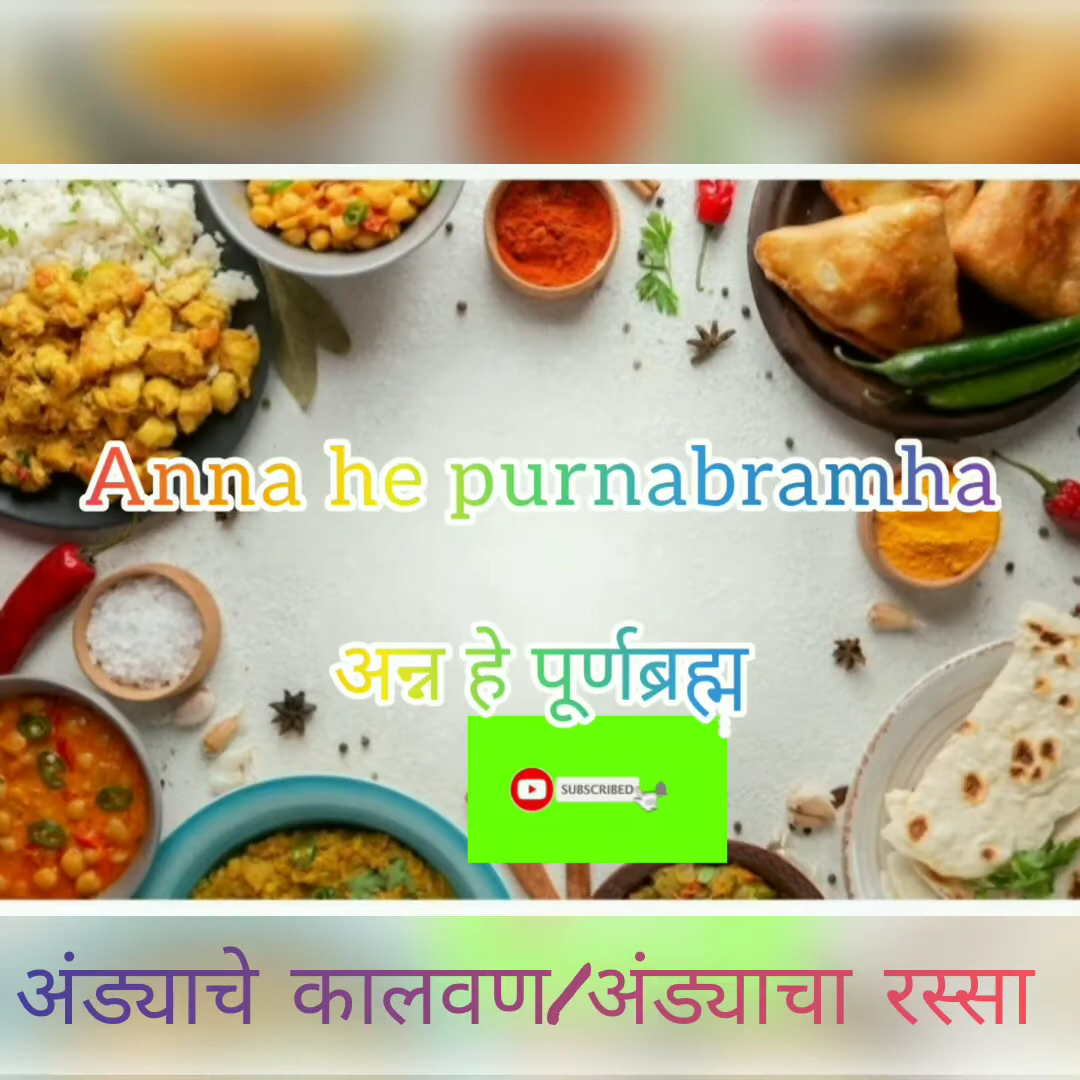 Anna he purnabramha
अन्न हे पूर्णब्रह्म
SUBSCRIBED
अंड्याचे कालवण/अंड्याचा रस्सा